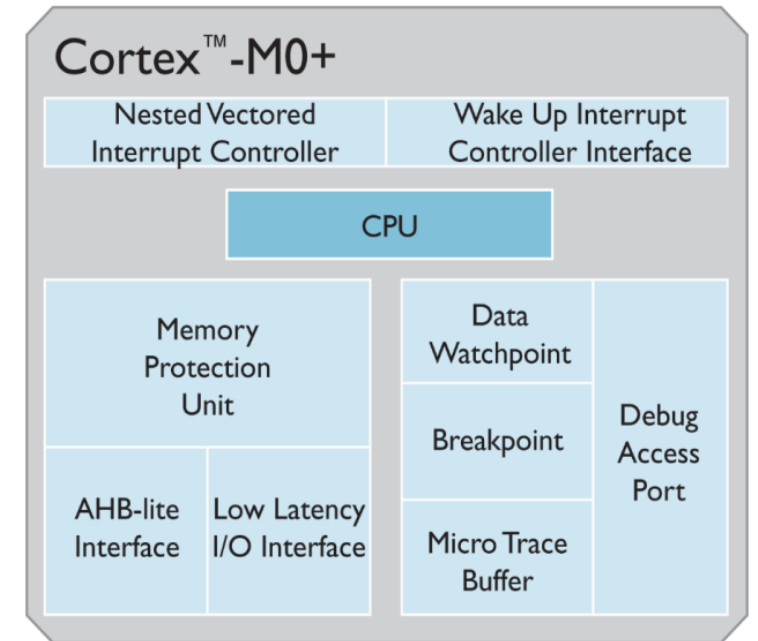 Cortex™-M0+
Nested Vectored
Interrupt Controller
Wake Up Interrupt
Controller Interface
CPU
Memory
Protection
Unit
AHB-lite
Interface
Low Latency
I/O Interface
Data
Watchpoint
Breakpoint
Micro Trace
Buffer
Debug
Access
Port